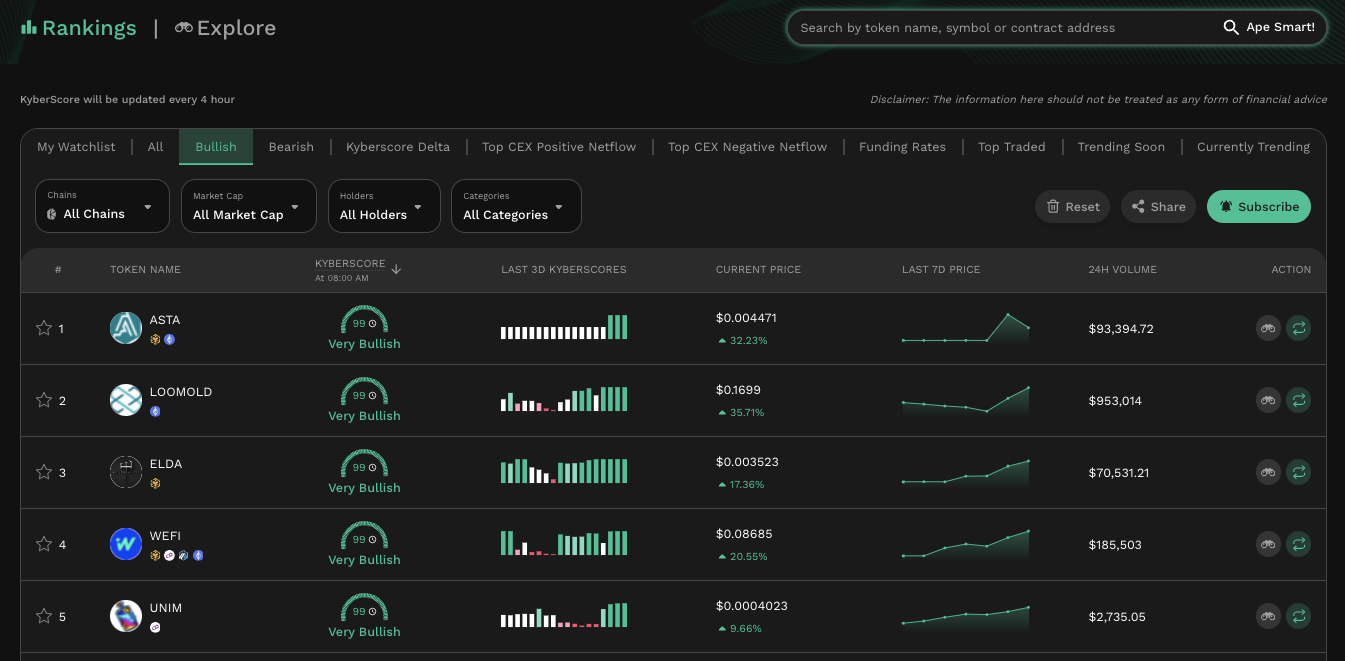 Rankings | Explore
Search by token name, symbol or contract address Ape Smart!
KyberScore will be updated every 4 hour
Disclaimer: The information here should not be treated as any form of financial advice
My Watchlist | All Bullish Bearish | Kyberscore Delta | Top CEX Positive Netflow | Top CEX Negative Netflow | Funding Rates | Top Traded | Trending Soon | Currently Trending
Chains Market Cap Holders Categories
All Chains All Market Cap All Holders All Categories Reset Share Subscribe
# TOKEN NAME KYBERSCORE LAST 3D KYBERSCORES CURRENT PRICE LAST 7D PRICE 24H VOLUME ACTION
At 08:00 AM
1 ASTA 99 $0.004471 $93,394.72
Very Bullish 32.23%
2 LOOMOLD 99 $0.1699 $953,014
Very Bullish 35.71%
3 ELDA 99 $0.003523 $70,531.21
Very Bullish 17.36%
4 WEFI 99 $0.08685 $185,503
Very Bullish 20.55%
5 UNIM 99 $0.0004023 $2,735.05
Very Bullish 9.66%